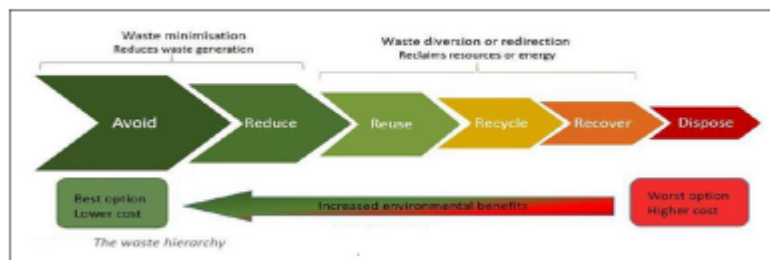 Waste minimisation
Reduces waste generation
Waste diversion or redirection
Reclaims resources or energy
Avoid
Reduce
Reuse
Recycle
Recover
Dispose
Best option
Lower cost
Increased environmental benefits
Worst option
Higher cost
The waste hierarchy